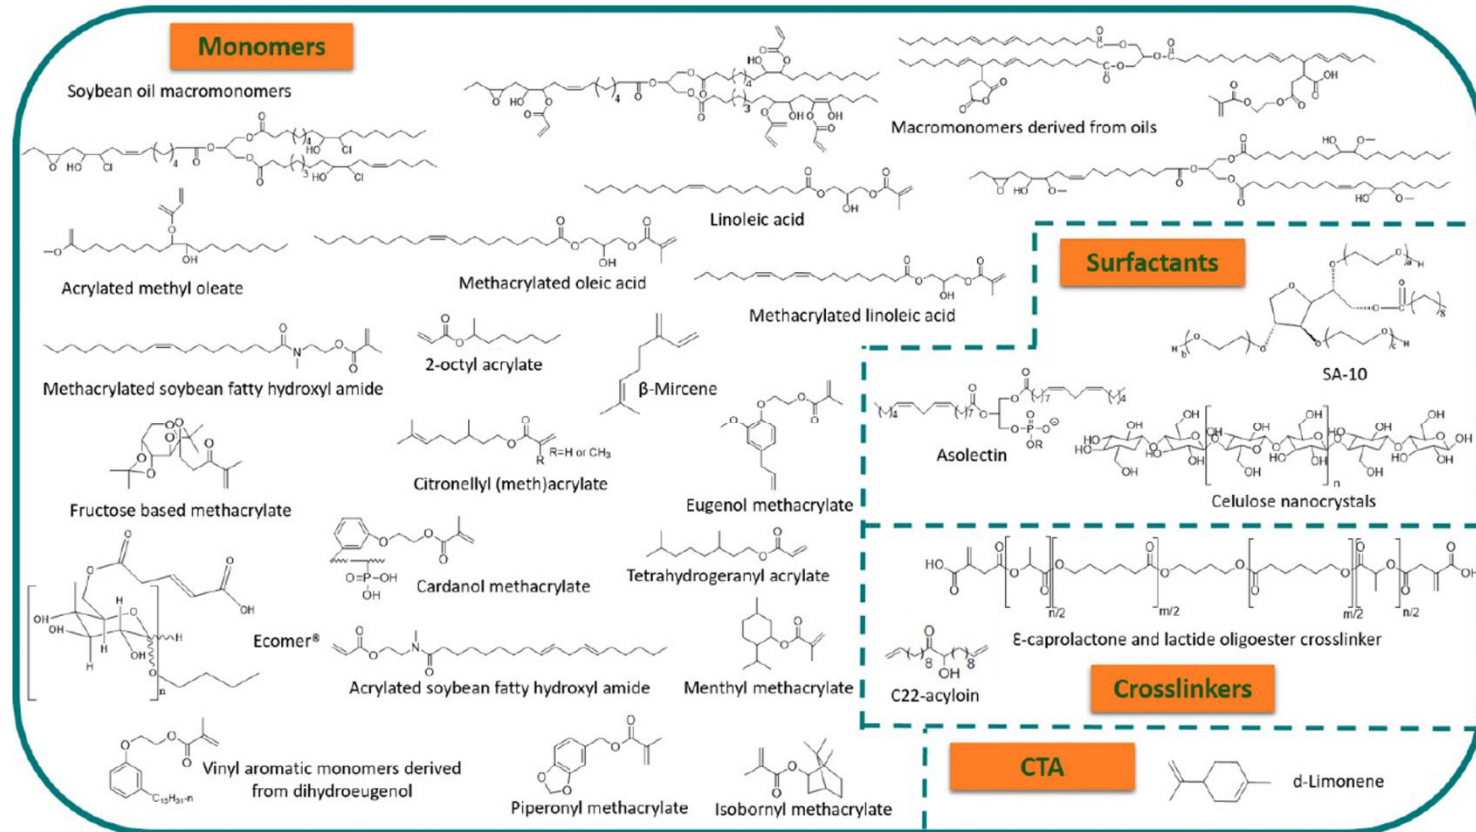 Monomers
Soybean oil macromonomers
Macromonomers derived from oils
Linoleic acid
Acrylated methyl oleate
Methacrylated oleic acid
Methacrylated linoleic acid
Surfactants
SA-10
Methacrylated soybean fatty hydroxyl amide
2-octyl acrylate
β-Mircene
Asolectin
Fructose based methacrylate
R=H or CH3
Citronellyl (meth)acrylate
Eugenol methacrylate
Celulose nanocrystals
Cardanol methacrylate
Tetrahydrogeranyl acrylate
Ecomer®
Acrylated soybean fatty hydroxyl amide
Menthyl methacrylate
Ɛ-caprolactone and lactide oligoester crosslinker
C22-acyloin
Crosslinkers
Vinyl aromatic monomers derived
from dihydroeugenol
C15H31-n
Piperonyl methacrylate
Isobornyl methacrylate
CTA
d-Limonene